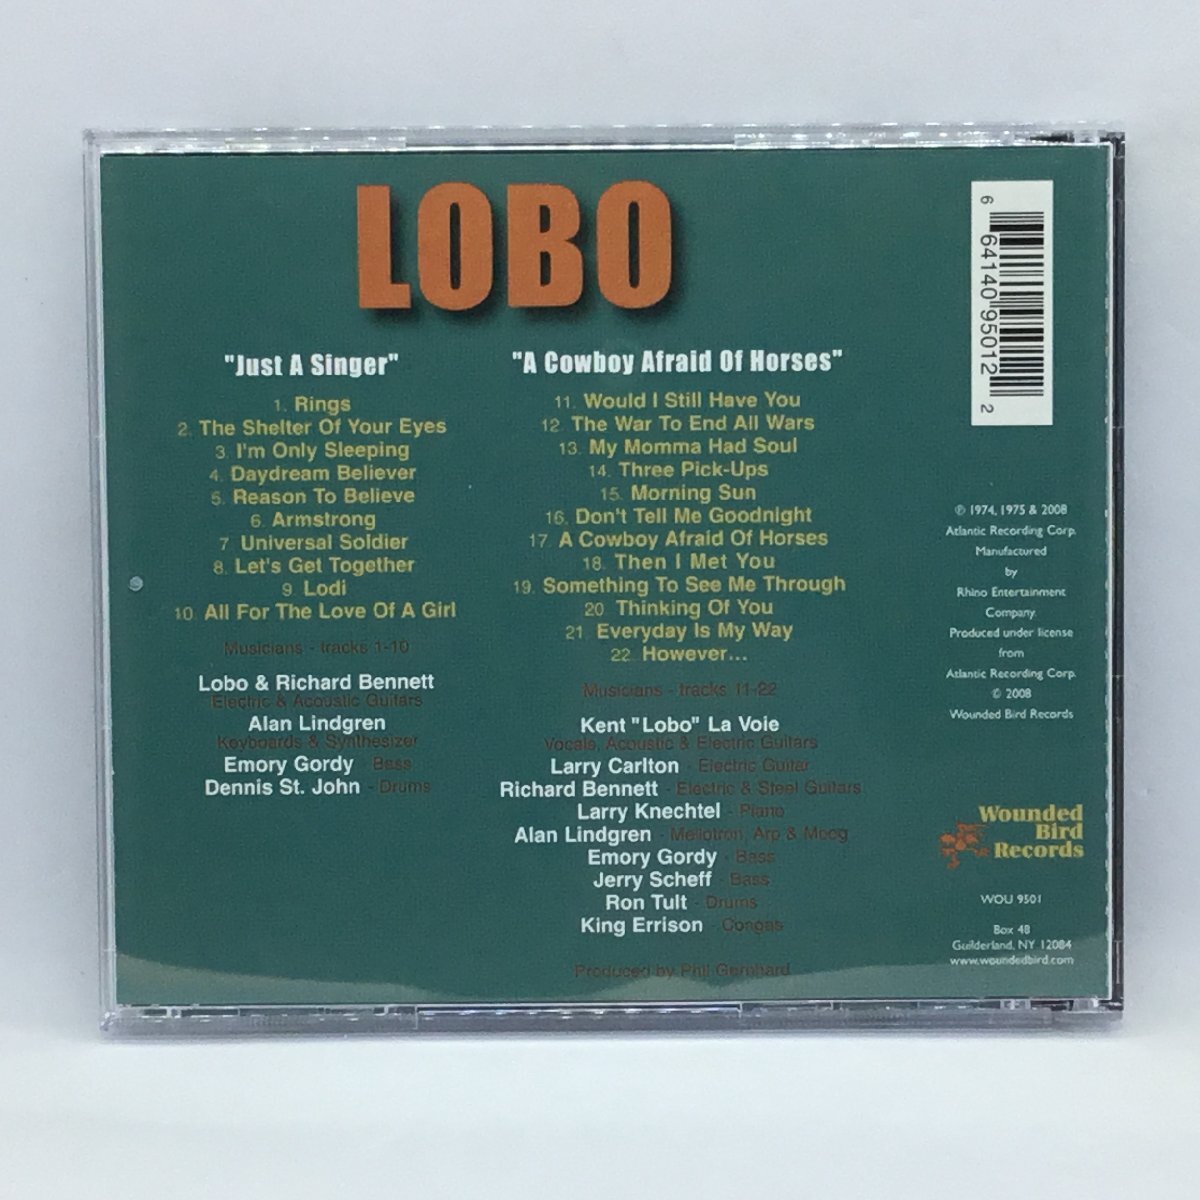 LOBO
"Just A Singer"
1. Rings
2. The Shelter Of Your Eyes
3. I'm Only Sleeping
4. Daydream Believer
5. Reason To Believe
6. Armstrong
7 Universal Soldier
8. Let's Get Together
9 Lodi
10. All For The Love Of A Girl
Musicians - tracks 1-10
Lobo & Richard Bennett
Electric & Acoustic Guitars
Alan Lindgren
Keyboards & Synthesizer
Emory Gordy - Bass
Dennis St. John - Drums
"A Cowboy Afraid Of Horses"
11. Would I Still Have You
12. The War To End All Wars
13. My Momma Had Soul
14. Three Pick-Ups
15. Morning Sun
16. Don't Tell Me Goodnight
17. A Cowboy Afraid Of Horses
18. Then I Met You
19. Something To See Me Through
20 Thinking Of You
21. Everyday Is My Way
22. However...
Musicians - tracks 11-22
Kent "Lobo" La Voie
Vocals, Acoustic & Electric Guitars
Larry Carlton - Electric Guitar
Richard Bennett - Electric & Steel Guitars
Larry Knechtel - Piano
Alan Lindgren - Mellotron, Arp & Moog
Emory Gordy - Bass
Jerry Scheff - Bass
Ron Tult - Drums
King Errison - Congas
Produced by Phil Gernhard
6 64140 95012 2
℗ 1974, 1975 & 2008
Atlantic Recording Corp.
Manufactured
by
Rhino Entertainment
Company
Produced under license
from
Atlantic Recording Corp.
© 2008
Wounded Bird Records
Wounded
Bird
Records
WOU 9501
Box 48
Guilderland, NY 12084
www.woundedbird.com